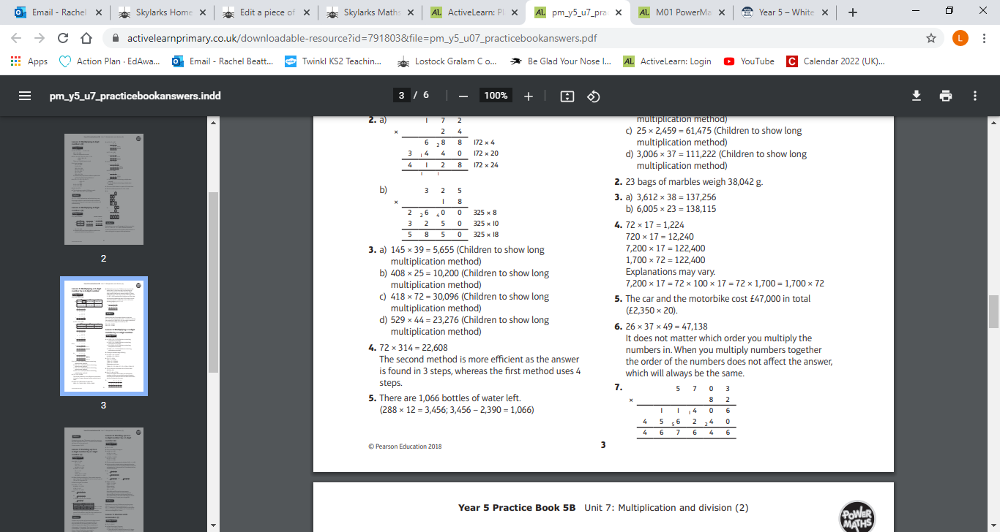 Email - Rachel
Skylarks Home
Edit a piece of
Skylarks Maths
ActiveLearn: P
pm_y5_u7_pra
M01 PowerMa
Year 5 – White
activelearnprimary.co.uk/downloadable-resource?id=791803&file=pm_y5_u07_practicebookanswers.pdf
L
Apps
Action Plan · EdAwa...
Email - Rachel Beatt...
Twinkl KS2 Teachin...
Lostock Gralam C o...
Be Glad Your Nose I...
ActiveLearn: Login
YouTube
Calendar 2022 (UK)...
pm_y5_u7_practicebookanswers.indd
3 / 6
100%
2
3
2. a) 1 7 2
× 2 4
6 2 8 8 172 × 4
3 1 4 4 0 172 × 20
4 1 2 8 172 × 24
1 1
b) 3 2 5
× 1 8
2 2 6 4 0 0 325 × 8
3 2 5 0 325 × 10
5 8 5 0 325 × 18
3. a) 145 × 39 = 5,655 (Children to show long
multiplication method)
b) 408 × 25 = 10,200 (Children to show long
multiplication method)
c) 418 × 72 = 30,096 (Children to show long
multiplication method)
d) 529 × 44 = 23,276 (Children to show long
multiplication method)
4. 72 × 314 = 22,608
The second method is more efficient as the answer
is found in 3 steps, whereas the first method uses 4
steps.
5. There are 1,066 bottles of water left.
(288 × 12 = 3,456; 3,456 – 2,390 = 1,066)
© Pearson Education 2018
multiplication method)
c) 25 × 2,459 = 61,475 (Children to show long
multiplication method)
d) 3,006 × 37 = 111,222 (Children to show long
multiplication method)
2. 23 bags of marbles weigh 38,042 g.
3. a) 3,612 × 38 = 137,256
b) 6,005 × 23 = 138,115
4. 72 × 17 = 1,224
720 × 17 = 12,240
7,200 × 17 = 122,400
1,700 × 72 = 122,400
Explanations may vary.
7,200 × 17 = 72 × 100 × 17 = 72 × 1,700 = 1,700 × 72
5. The car and the motorbike cost £47,000 in total
(£2,350 × 20).
6. 26 × 37 × 49 = 47,138
It does not matter which order you multiply the
numbers in. When you multiply numbers together
the order of the numbers does not affect the answer,
which will always be the same.
7. 5 7 0 3
× 8 2
1 1 1 4 0 6
4 5 5 6 2 2 4 0
4 6 7 6 4 6
3
Year 5 Practice Book 5B Unit 7: Multiplication and division (2)
POWER
MATHS